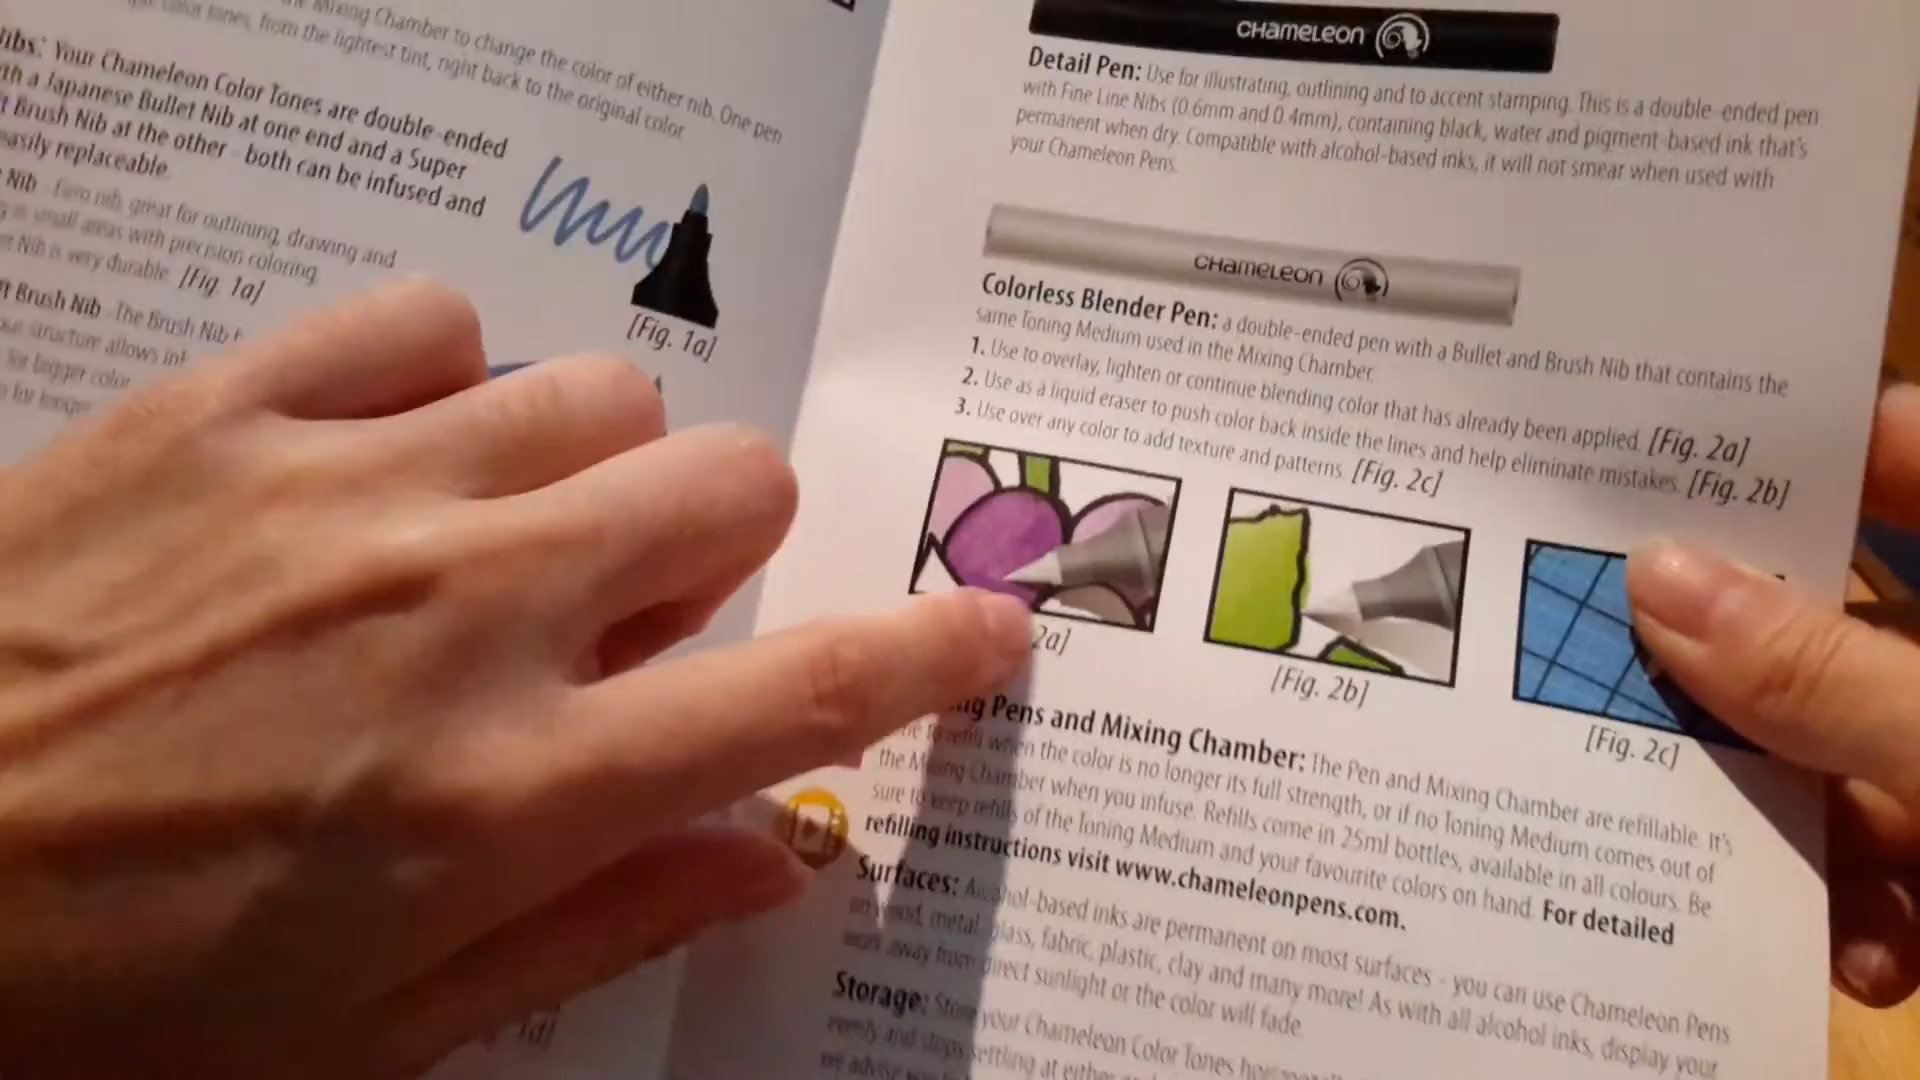 the Mixing Chamber to change the color of either nib. One pen
color tones, from the lightest tint, right back to the original color.
Nibs: Your Chameleon Color Tones are double-ended
with a Japanese Bullet Nib at one end and a Super
Brush Nib at the other - both can be infused and
easily replaceable.
Nib - Firm nib, great for outlining, drawing and
in small areas with precision coloring.
Nib is very durable. [Fig. 1a]
[Fig. 1a]
Brush Nib - The Brush Nib
structure allows
for bigger
for longer
1d]
CHAMELEON
Detail Pen: Use for illustrating, outlining and to accent stamping. This is a double-ended pen
with Fine Line Nibs (0.6mm and 0.4mm), containing black, water and pigment-based ink that's
permanent when dry. Compatible with alcohol-based inks, it will not smear when used with
your Chameleon Pens.
CHAMELEON
Colorless Blender Pen: a double-ended pen with a Bullet and Brush Nib that contains the
same Toning Medium used in the Mixing Chamber.
1. Use to overlay, lighten or continue blending color that has already been applied. [Fig. 2a]
2. Use as a liquid eraser to push color back inside the lines and help eliminate mistakes. [Fig. 2b]
3. Use over any color to add texture and patterns. [Fig. 2c]
2a]
[Fig. 2b]
[Fig. 2c]
Pens and Mixing Chamber: The Pen and Mixing Chamber are refillable. It's
to refill when the color is no longer its full strength, or if no Toning Medium comes out of
the Mixing Chamber when you infuse. Refills come in 25ml bottles, available in all colours. Be
sure to keep refills of the Toning Medium and your favourite colors on hand. For detailed
refilling instructions visit www.chameleonpens.com.
Surfaces: Alcohol-based inks are permanent on most surfaces - you can use Chameleon Pens
on wood, metal, glass, fabric, plastic, clay and many more! As with all alcohol inks, display your
work away from direct sunlight or the color will fade.
Storage: Store your Chameleon Color Tones
evenly and stops settling at either
we advise